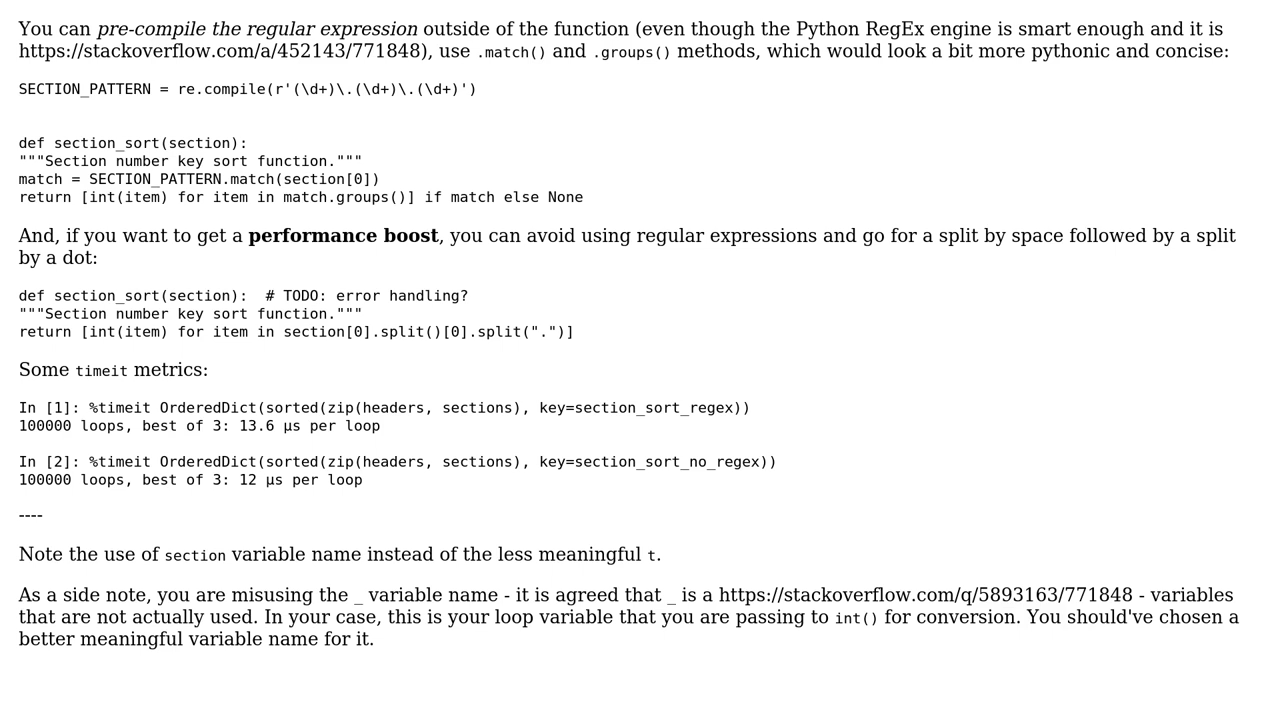 You can pre-compile the regular expression outside of the function (even though the Python RegEx engine is smart enough and it is
https://stackoverflow.com/a/452143/771848), use .match() and .groups() methods, which would look a bit more pythonic and concise:
SECTION_PATTERN = re.compile(r'(\d+)\.(\d+)\.(\d+)')
def section_sort(section):
"""Section number key sort function."""
match = SECTION_PATTERN.match(section[0])
return [int(item) for item in match.groups()] if match else None
And, if you want to get a performance boost, you can avoid using regular expressions and go for a split by space followed by a split
by a dot:
def section_sort(section):  # TODO: error handling?
"""Section number key sort function."""
return [int(item) for item in section[0].split()[0].split(".")]
Some timeit metrics:
In [1]: %timeit OrderedDict(sorted(zip(headers, sections), key=section_sort_regex))
100000 loops, best of 3: 13.6 µs per loop
In [2]: %timeit OrderedDict(sorted(zip(headers, sections), key=section_sort_no_regex))
100000 loops, best of 3: 12 µs per loop
----
Note the use of section variable name instead of the less meaningful t.
As a side note, you are misusing the _ variable name - it is agreed that _ is a https://stackoverflow.com/q/5893163/771848 - variables
that are not actually used. In your case, this is your loop variable that you are passing to int() for conversion. You should've chosen a
better meaningful variable name for it.